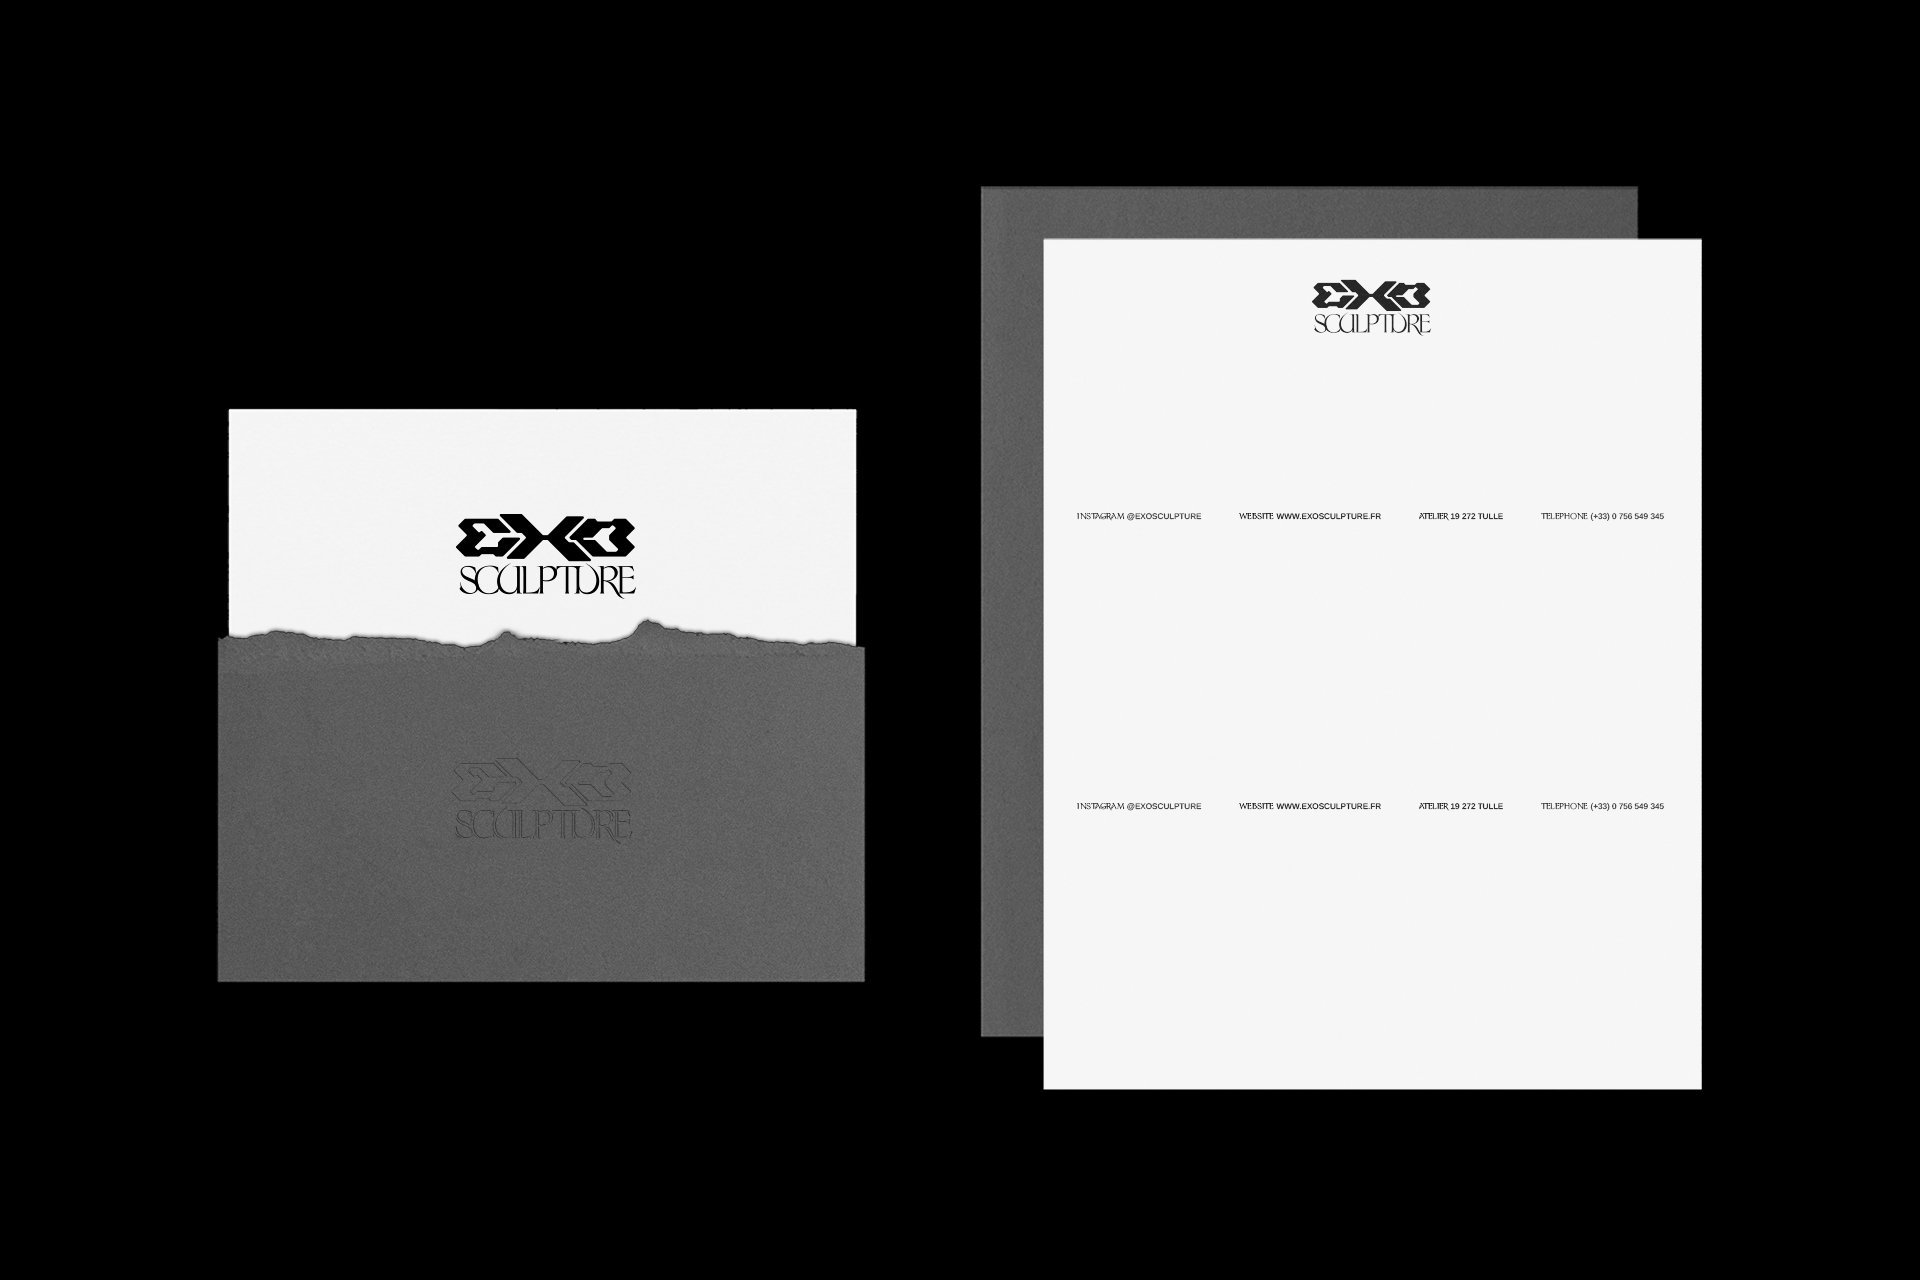 EXO
SCULPTURE
EXO
SCULPTURE
EXO
SCULPTURE
INSTAGRAM @EXOSCULPTURE WEBSITE WWW.EXOSCULPTURE.FR ATELIER 19 272 TULLE TELEPHONE (+33) 0 756 549 345
INSTAGRAM @EXOSCULPTURE WEBSITE WWW.EXOSCULPTURE.FR ATELIER 19 272 TULLE TELEPHONE (+33) 0 756 549 345